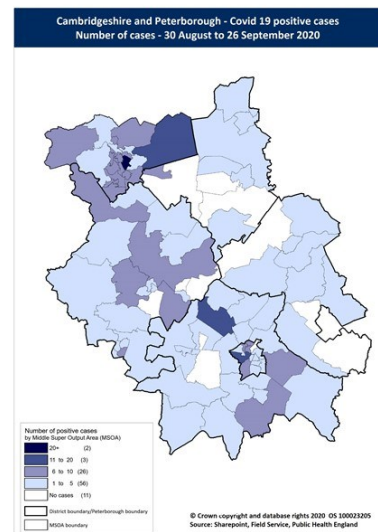 Cambridgeshire and Peterborough - Covid 19 positive cases
Number of cases - 30 August to 26 September 2020
Number of positive cases
by Middle Super Output Area (MSOA)
20+ (2)
11 to 20 (3)
6 to 10 (26)
1 to 5 (56)
No cases (11)
District boundary/Peterborough boundary
MSOA boundary
© Crown copyright and database rights 2020 OS 100023205
Source: Sharepoint, Field Service, Public Health England